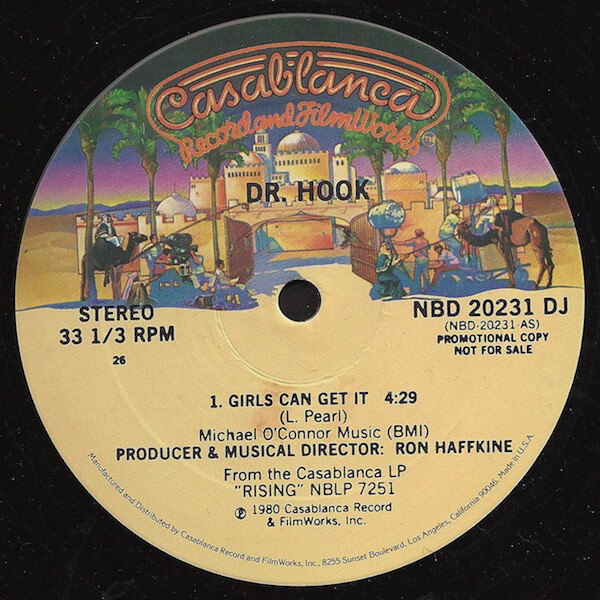 Casablanca
Record and FilmWorks
DR. HOOK
STEREO
33 1/3 RPM
26
NBD 20231 DJ
(NBD-20231-AS)
PROMOTIONAL COPY
NOT FOR SALE
1. GIRLS CAN GET IT 4:29
(L. Pearl)
Michael O'Connor Music (BMI)
PRODUCER & MUSICAL DIRECTOR: RON HAFFKINE
From the Casablanca LP
"RISING" NBLP 7251
℗ 1980 Casablanca Record
& FilmWorks, Inc.
Manufactured and Distributed by Casablanca Record and FilmWorks, Inc., 8255 Sunset Boulevard, Los Angeles, California 90046. Made in U.S.A.